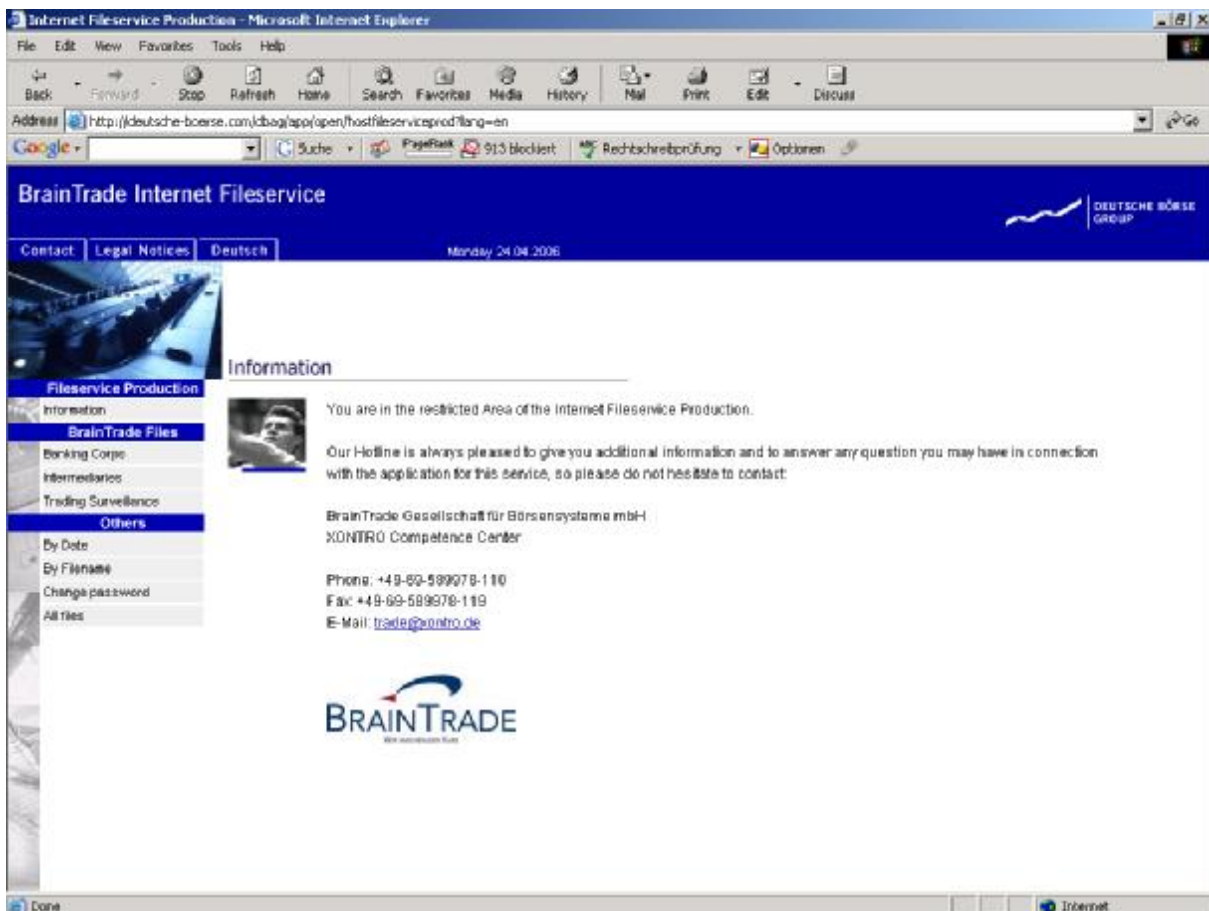 Internet Fileservice Production - Microsoft Internet Explorer
File Edit View Favorites Tools Help
Back Forward Stop Refresh Home Search Favorites Media History Mail Print Edit Discuss
Address http://deutsche-boerse.com/dbag/app/open/hostfileserviceprod?lang=en Go
Google Suche PageRank 913 blockiert Rechtschreibprüfung Optionen
BrainTrade Internet Fileservice
DEUTSCHE BÖRSE
GROUP
Contact Legal Notices Deutsch Monday 24.04.2006
Information
Fileservice Production
Information
BrainTrade Files
Banking Corps
Intermediaries
Trading Surveillance
Others
By Date
By Filename
Change password
All files
You are in the restricted Area of the Internet Fileservice Production.
Our Hotline is always pleased to give you additional information and to answer any question you may have in connection
with the application for this service, so please do not hesitate to contact:
BrainTrade Gesellschaft für Börsensysteme mbH
XONTRO Competence Center
Phone: +49-69-589978-110
Fax: +49-69-589978-119
E-Mail: trade@xontro.de
BRAINTRADE
Done Internet